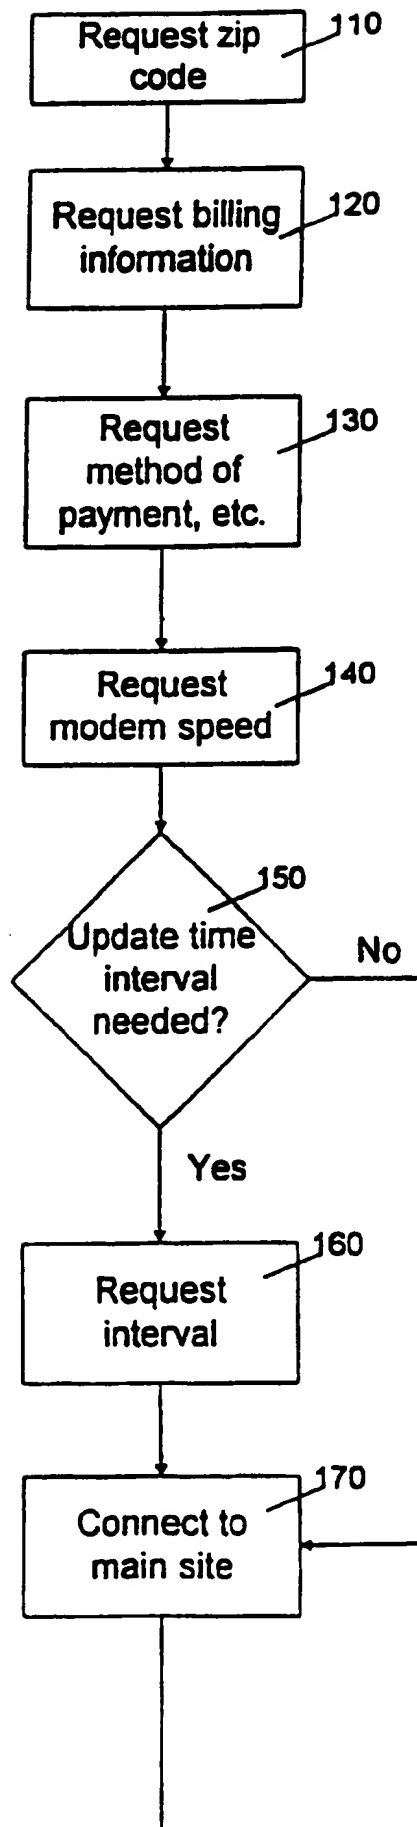 Request zip
code
110
Request billing
information
120
Request
method of
payment, etc.
130
Request
modem speed
140
150
Update time
interval
needed?
No
Yes
Request
interval
160
Connect to
main site
170